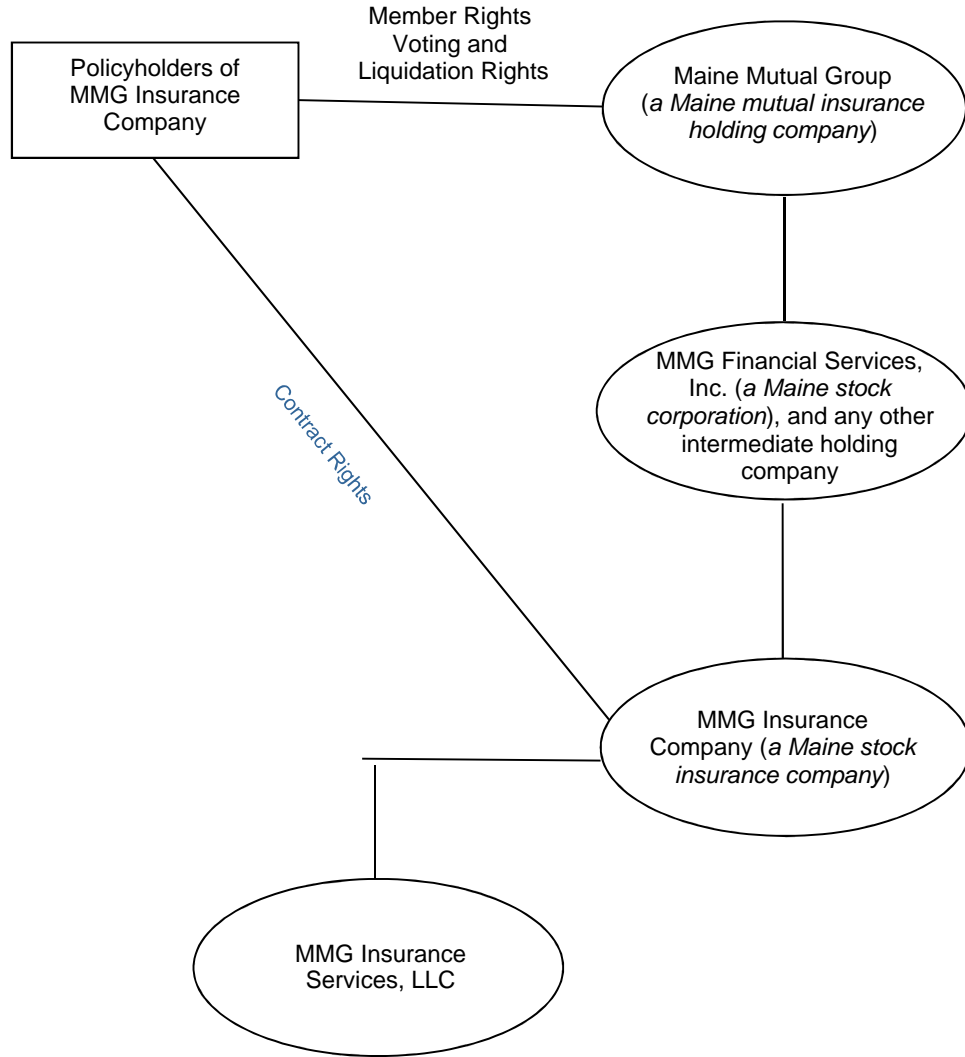 Member Rights
Voting and
Liquidation Rights
Policyholders of
MMG Insurance
Company
Maine Mutual Group
(a Maine mutual insurance
holding company)
MMG Financial Services,
Inc. (a Maine stock
corporation), and any other
intermediate holding
company
Contract Rights
MMG Insurance
Company (a Maine stock
insurance company)
MMG Insurance
Services, LLC